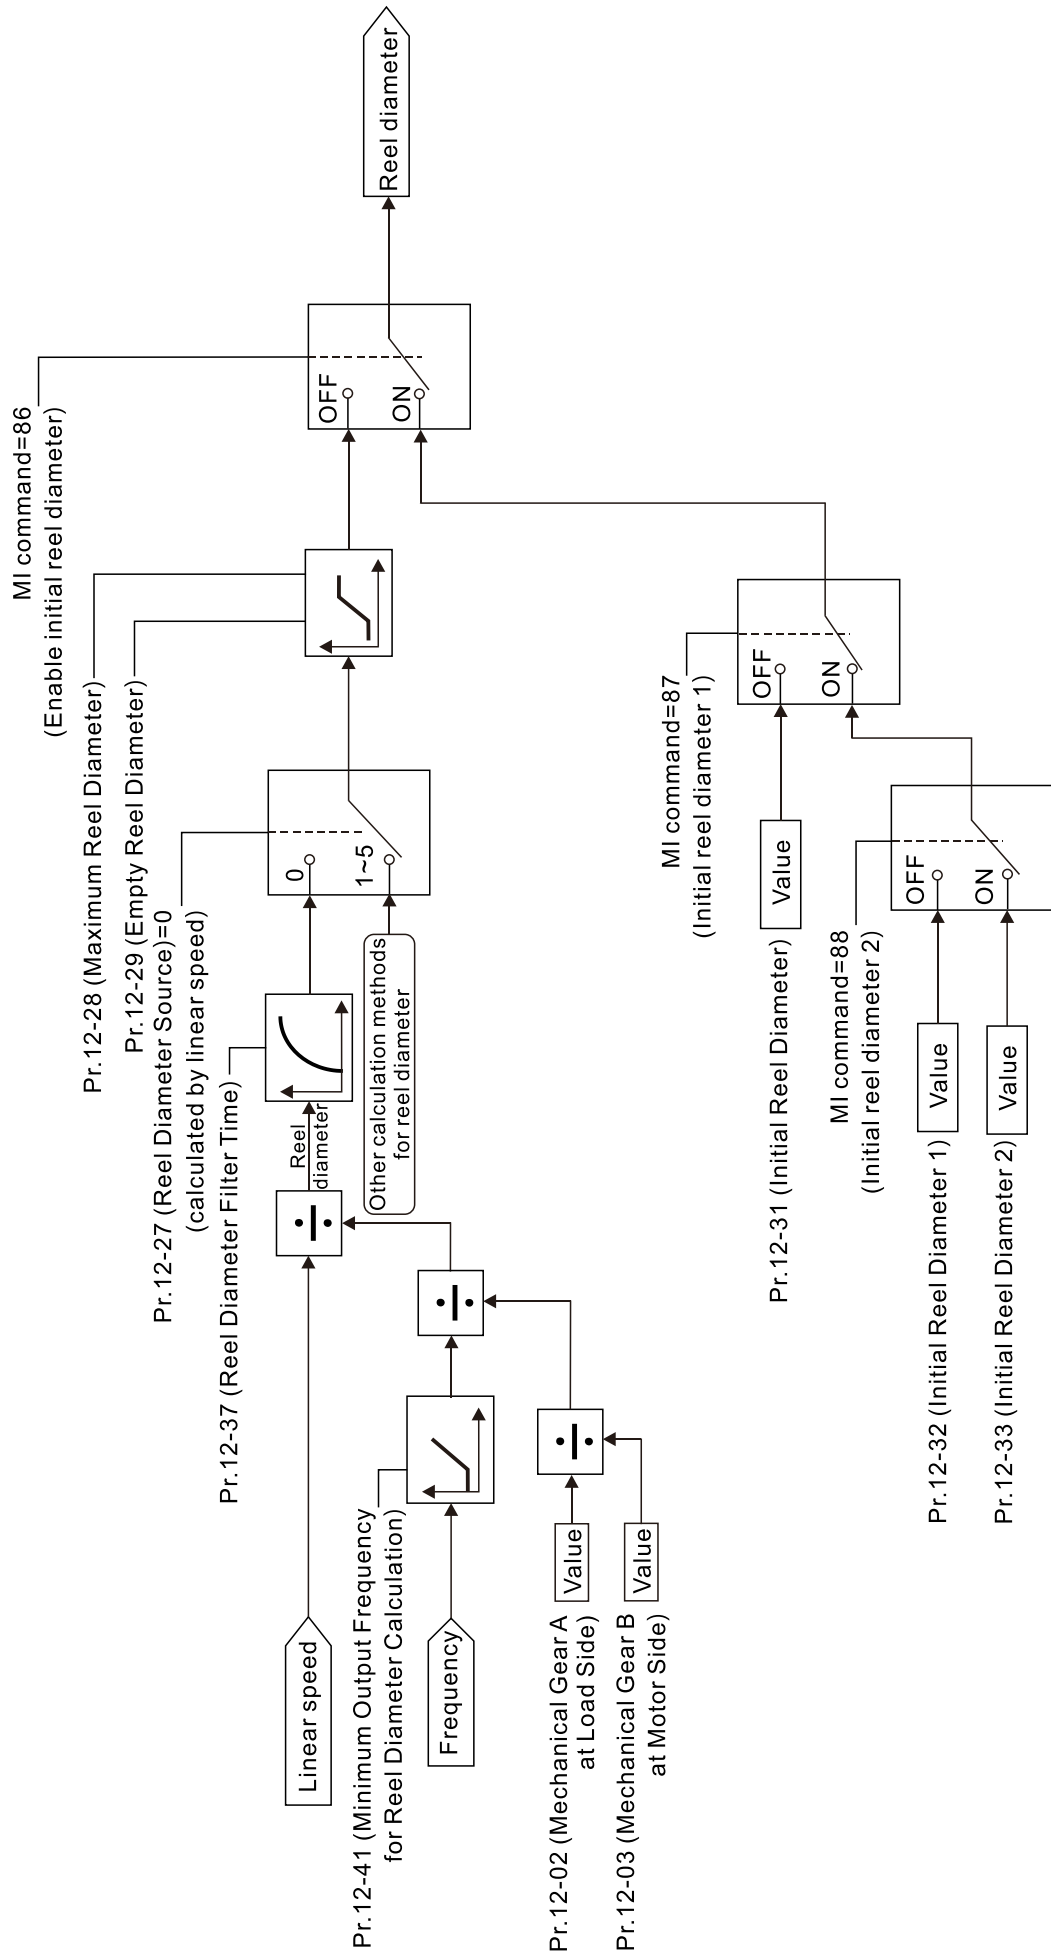 MI command=86
(Enable initial reel diameter)
Pr.12-28 (Maximum Reel Diameter)
Pr.12-29 (Empty Reel Diameter)
Pr.12-27 (Reel Diameter Source)=0
(calculated by linear speed)
Pr.12-37 (Reel Diameter Filter Time)
Linear speed
Reel
diameter
0
1~5
Other calculation methods
for reel diameter
OFF
ON
Reel diameter
Pr.12-41 (Minimum Output Frequency
for Reel Diameter Calculation)
Frequency
Pr.12-02 (Mechanical Gear A
at Load Side)
Value
Pr.12-03 (Mechanical Gear B
at Motor Side)
Value
MI command=87
(Initial reel diameter 1)
OFF
ON
Pr.12-31 (Initial Reel Diameter)
Value
MI command=88
(Initial reel diameter 2)
OFF
ON
Pr.12-32 (Initial Reel Diameter 1)
Value
Pr.12-33 (Initial Reel Diameter 2)
Value